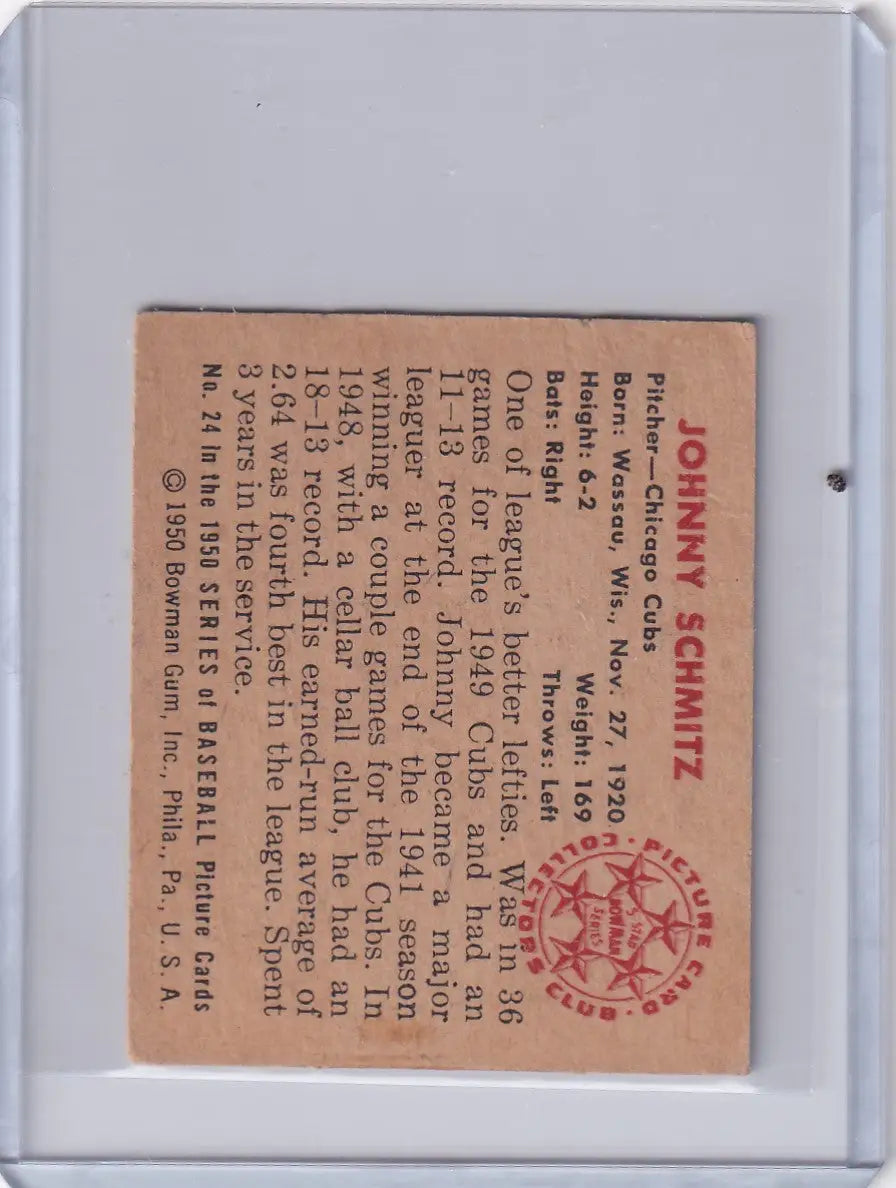 JOHNNY SCHMITZ
Pitcher—Chicago Cubs
Born: Wassau, Wis., Nov. 27, 1920
Height: 6-2 Weight: 169
Bats: Right Throws: Left
One of league's better lefties. Was in 36
games for the 1949 Cubs and had an
11–13 record. Johnny became a major
leaguer at the end of the 1941 season
winning a couple games for the Cubs. In
1948, with a cellar ball club, he had an
18–13 record. His earned-run average of
2.64 was fourth best in the league. Spent
3 years in the service.
No. 24 in the 1950 SERIES of BASEBALL Picture Cards
© 1950 Bowman Gum, Inc., Phila., Pa., U. S. A.
PICTURE CARD · COLLECTORS CLUB ·
5 STAR
BOWMAN
SERIES